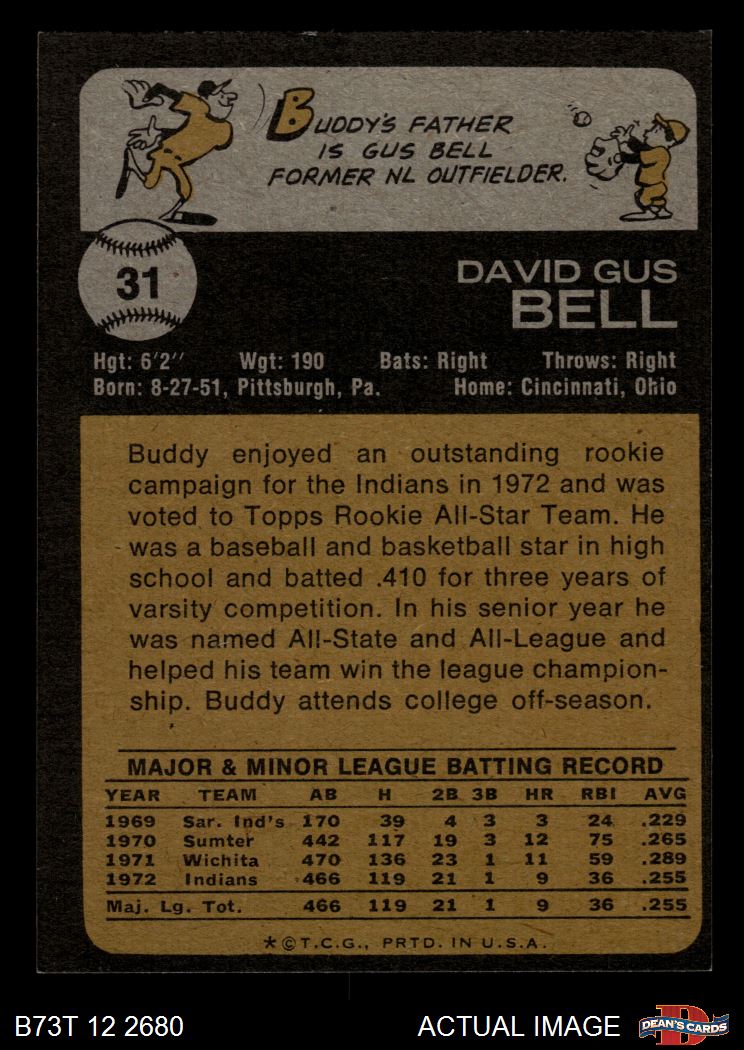 BUDDY'S FATHER
IS GUS BELL
FORMER NL OUTFIELDER.
31
DAVID GUS
BELL
Hgt: 6'2" Wgt: 190 Bats: Right Throws: Right
Born: 8-27-51, Pittsburgh, Pa. Home: Cincinnati, Ohio
Buddy enjoyed an outstanding rookie
campaign for the Indians in 1972 and was
voted to Topps Rookie All-Star Team. He
was a baseball and basketball star in high
school and batted .410 for three years of
varsity competition. In his senior year he
was named All-State and All-League and
helped his team win the league champion-
ship. Buddy attends college off-season.
MAJOR & MINOR LEAGUE BATTING RECORD
YEAR TEAM AB H 2B 3B HR RBI AVG
1969 Sar. Ind's 170 39 4 3 3 24 .229
1970 Sumter 442 117 19 3 12 75 .265
1971 Wichita 470 136 23 1 11 59 .289
1972 Indians 466 119 21 1 9 36 .255
Maj. Lg. Tot. 466 119 21 1 9 36 .255
*©T.C.G., PRTD. IN U.S.A.
B73T 12 2680 ACTUAL IMAGE DEAN'S CARDS